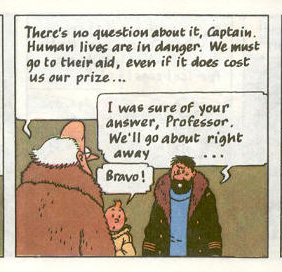 There's no question about it, Captain.
Human lives are in danger. We must
go to their aid, even if it does cost
us our prize...
I was sure of your
answer, Professor.
We'll go about right
away ...
Bravo!